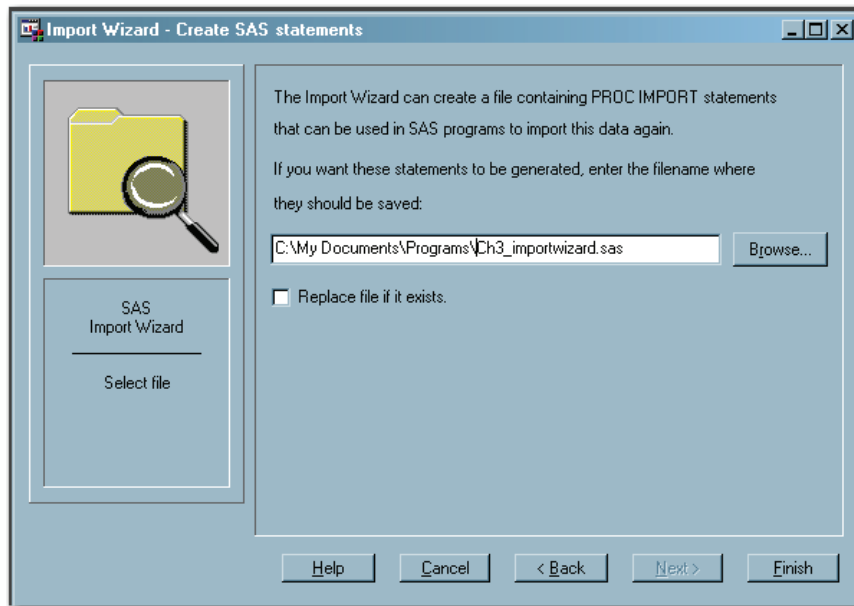 Import Wizard - Create SAS statements
The Import Wizard can create a file containing PROC IMPORT statements
that can be used in SAS programs to import this data again.
If you want these statements to be generated, enter the filename where
they should be saved:
C:\My Documents\Programs\Ch3_importwizard.sas
Browse...
Replace file if it exists.
SAS
Import Wizard
Select file
Help
Cancel
< Back
Next >
Finish